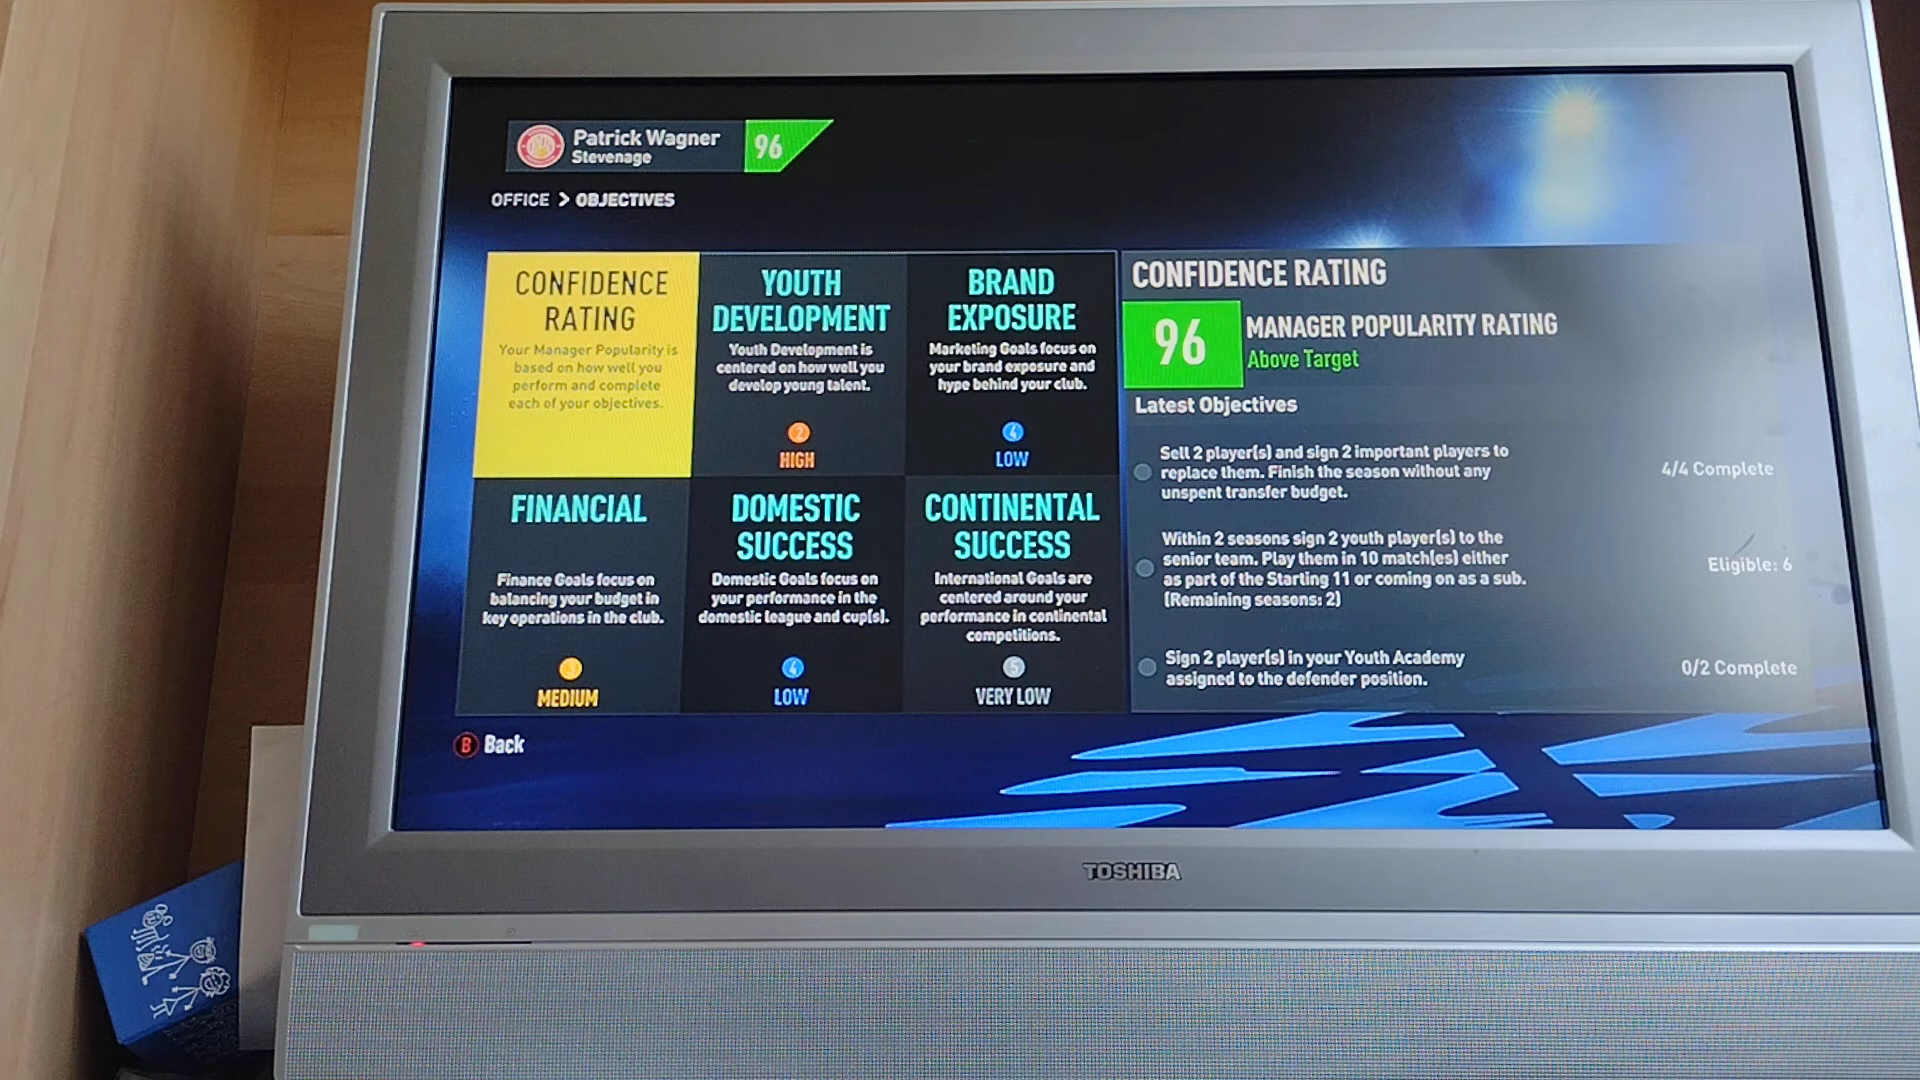 Patrick Wagner
Stevenage
96
OFFICE > OBJECTIVES
CONFIDENCE
RATING
Your Manager Popularity is
based on how well you
perform and complete
each of your objectives.
YOUTH
DEVELOPMENT
Youth Development is
centered on how well you
develop young talent.
2
HIGH
BRAND
EXPOSURE
Marketing Goals focus on
your brand exposure and
hype behind your club.
4
LOW
FINANCIAL
Finance Goals focus on
balancing your budget in
key operations in the club.
3
MEDIUM
DOMESTIC
SUCCESS
Domestic Goals focus on
your performance in the
domestic league and cup(s).
4
LOW
CONTINENTAL
SUCCESS
International Goals are
centered around your
performance in continental
competitions.
5
VERY LOW
CONFIDENCE RATING
96
MANAGER POPULARITY RATING
Above Target
Latest Objectives
Sell 2 player(s) and sign 2 important players to
replace them. Finish the season without any
unspent transfer budget.
4/4 Complete
Within 2 seasons sign 2 youth player(s) to the
senior team. Play them in 10 match(es) either
as part of the Starting 11 or coming on as a sub.
(Remaining seasons: 2)
Eligible: 6
Sign 2 player(s) in your Youth Academy
assigned to the defender position.
0/2 Complete
B Back
TOSHIBA